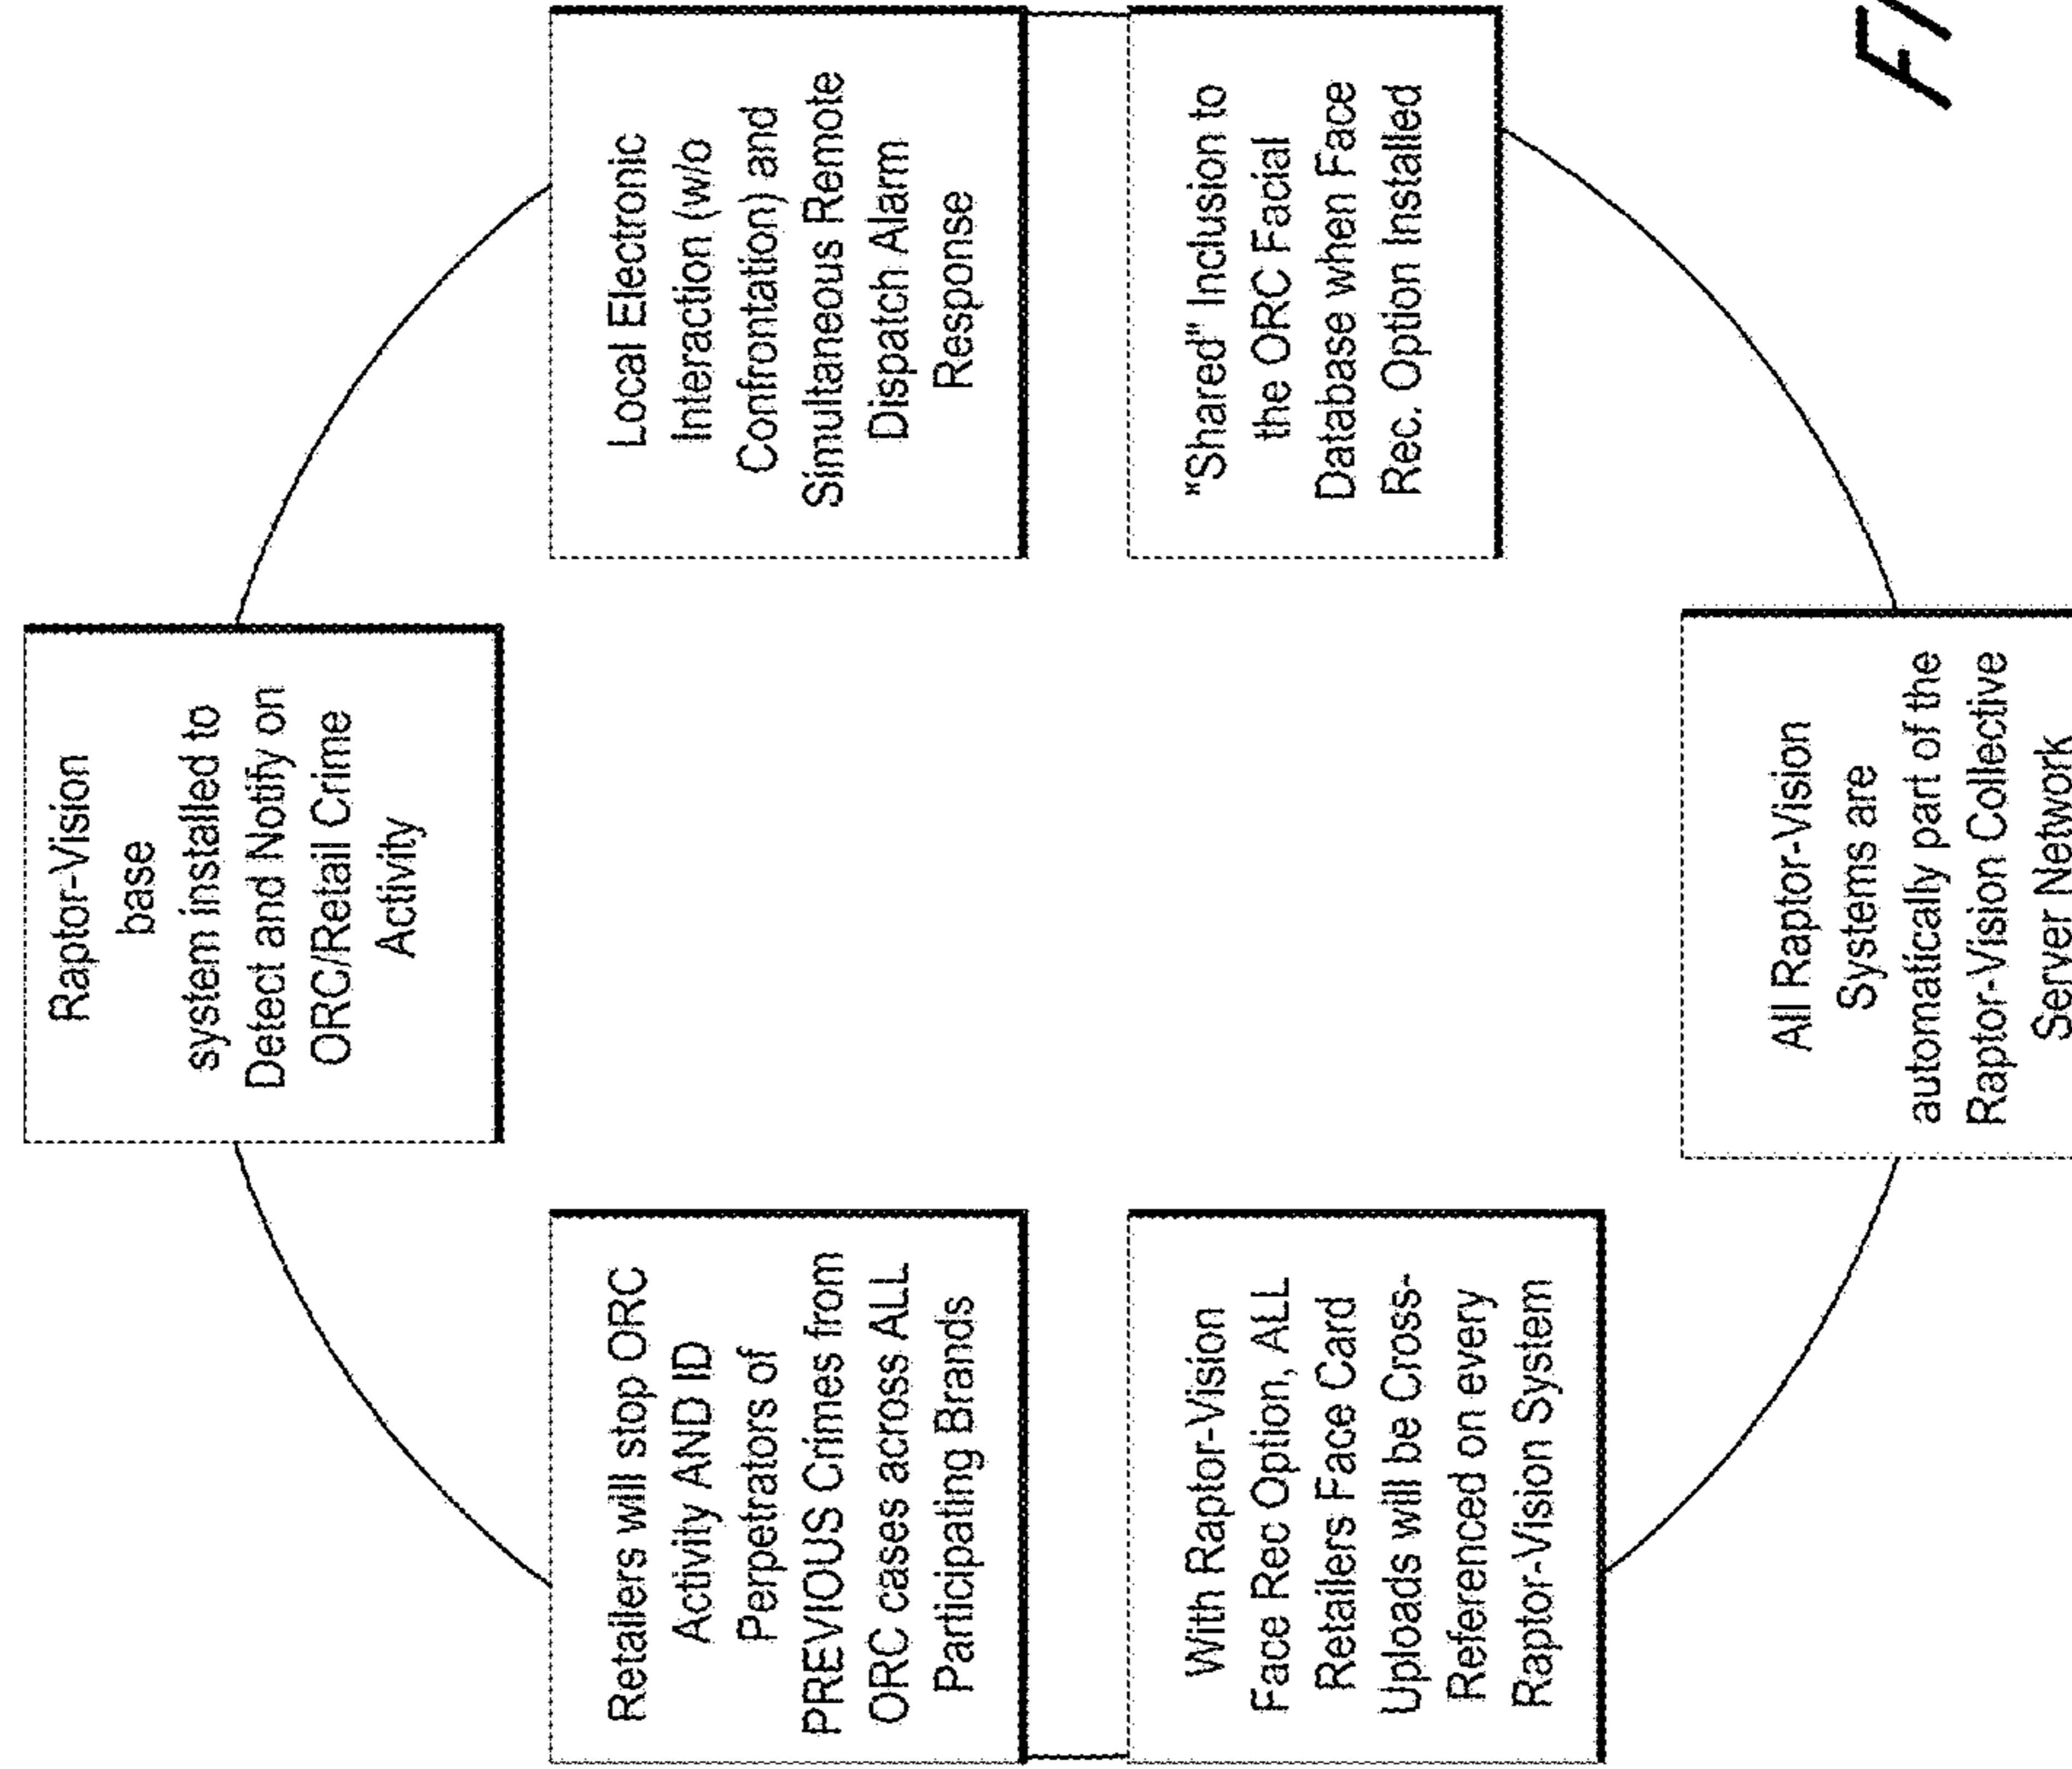 Raptor-Vision
base
system installed to
Detect and Notify on
ORC/Retail Crime
Activity
Local Electronic
Interaction (w/o
Confrontation) and
Simultaneous Remote
Dispatch Alarm
Response
"Shared" Inclusion to
the ORC Facial
Database when Face
Rec. Option Installed
All Raptor-Vision
Systems are
automatically part of the
Raptor-Vision Collective
Server Network
With Raptor-Vision
Face Rec Option, ALL
Retailers Face Card
Uploads will be Cross-
Referenced on every
Raptor-Vision System
Retailers will stop ORC
Activity AND ID
Perpetrators of
PREVIOUS Crimes from
ORC cases across ALL
Participating Brands